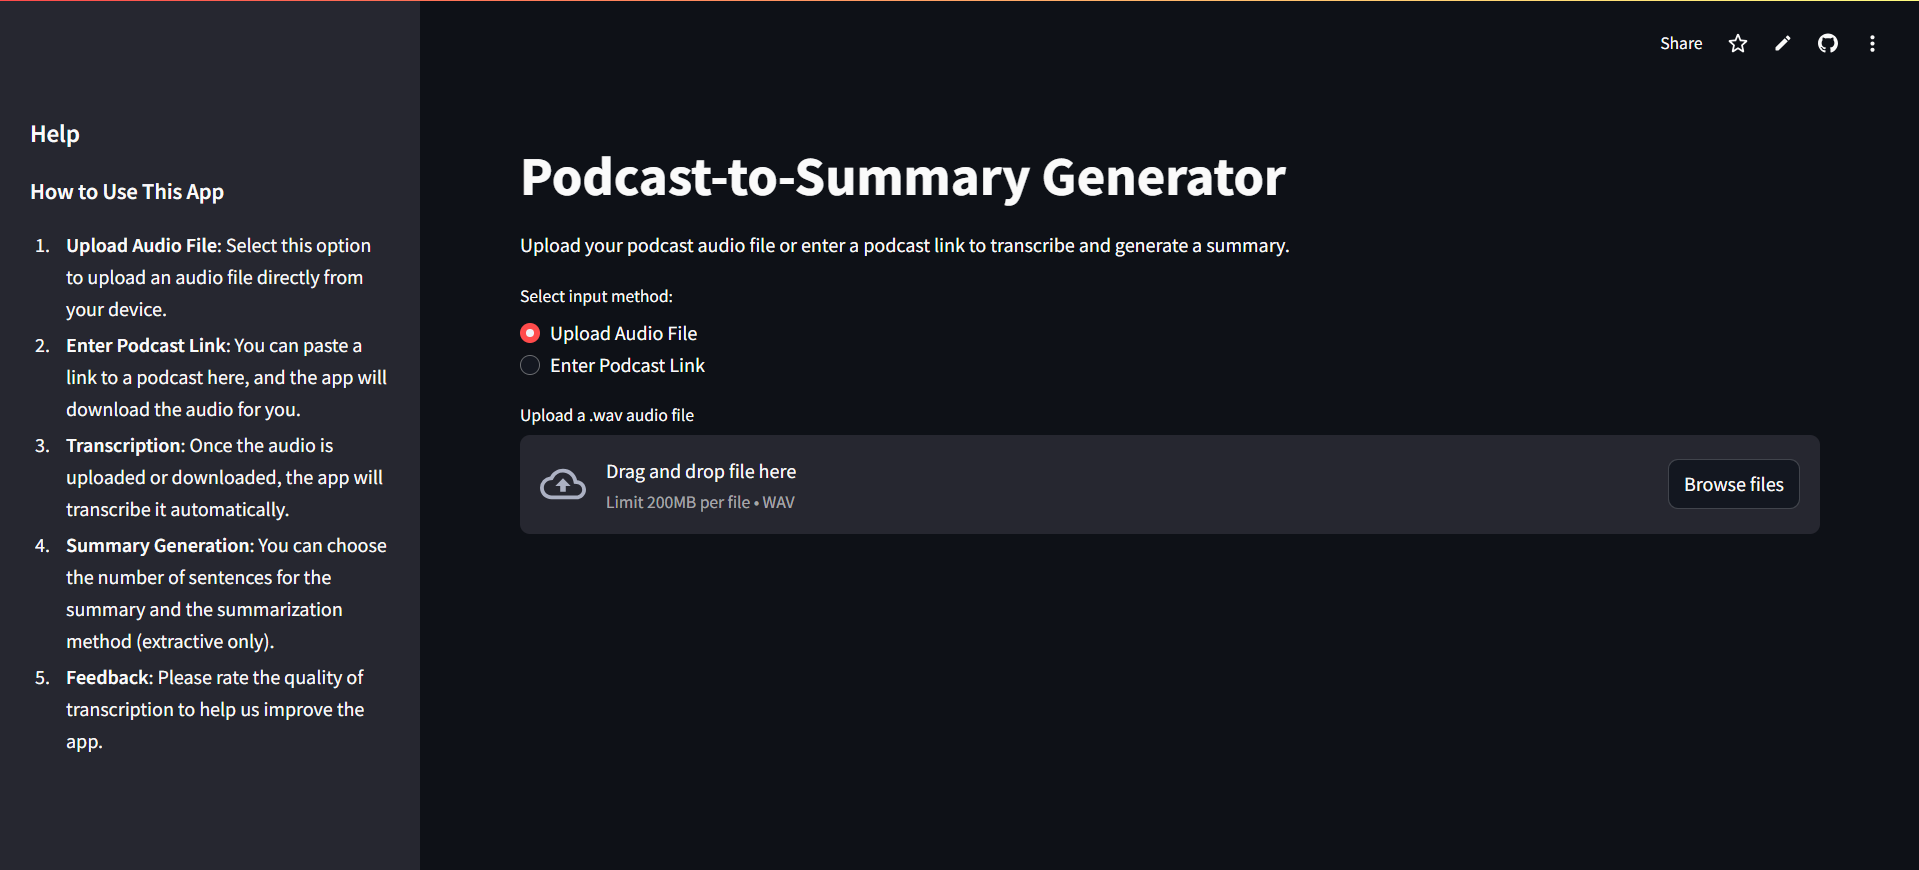 Share
Help
How to Use This App
1. Upload Audio File: Select this option
to upload an audio file directly from
your device.
2. Enter Podcast Link: You can paste a
link to a podcast here, and the app will
download the audio for you.
3. Transcription: Once the audio is
uploaded or downloaded, the app will
transcribe it automatically.
4. Summary Generation: You can choose
the number of sentences for the
summary and the summarization
method (extractive only).
5. Feedback: Please rate the quality of
transcription to help us improve the
app.
Podcast-to-Summary Generator
Upload your podcast audio file or enter a podcast link to transcribe and generate a summary.
Select input method:
Upload Audio File
Enter Podcast Link
Upload a .wav audio file
Drag and drop file here
Limit 200MB per file • WAV
Browse files